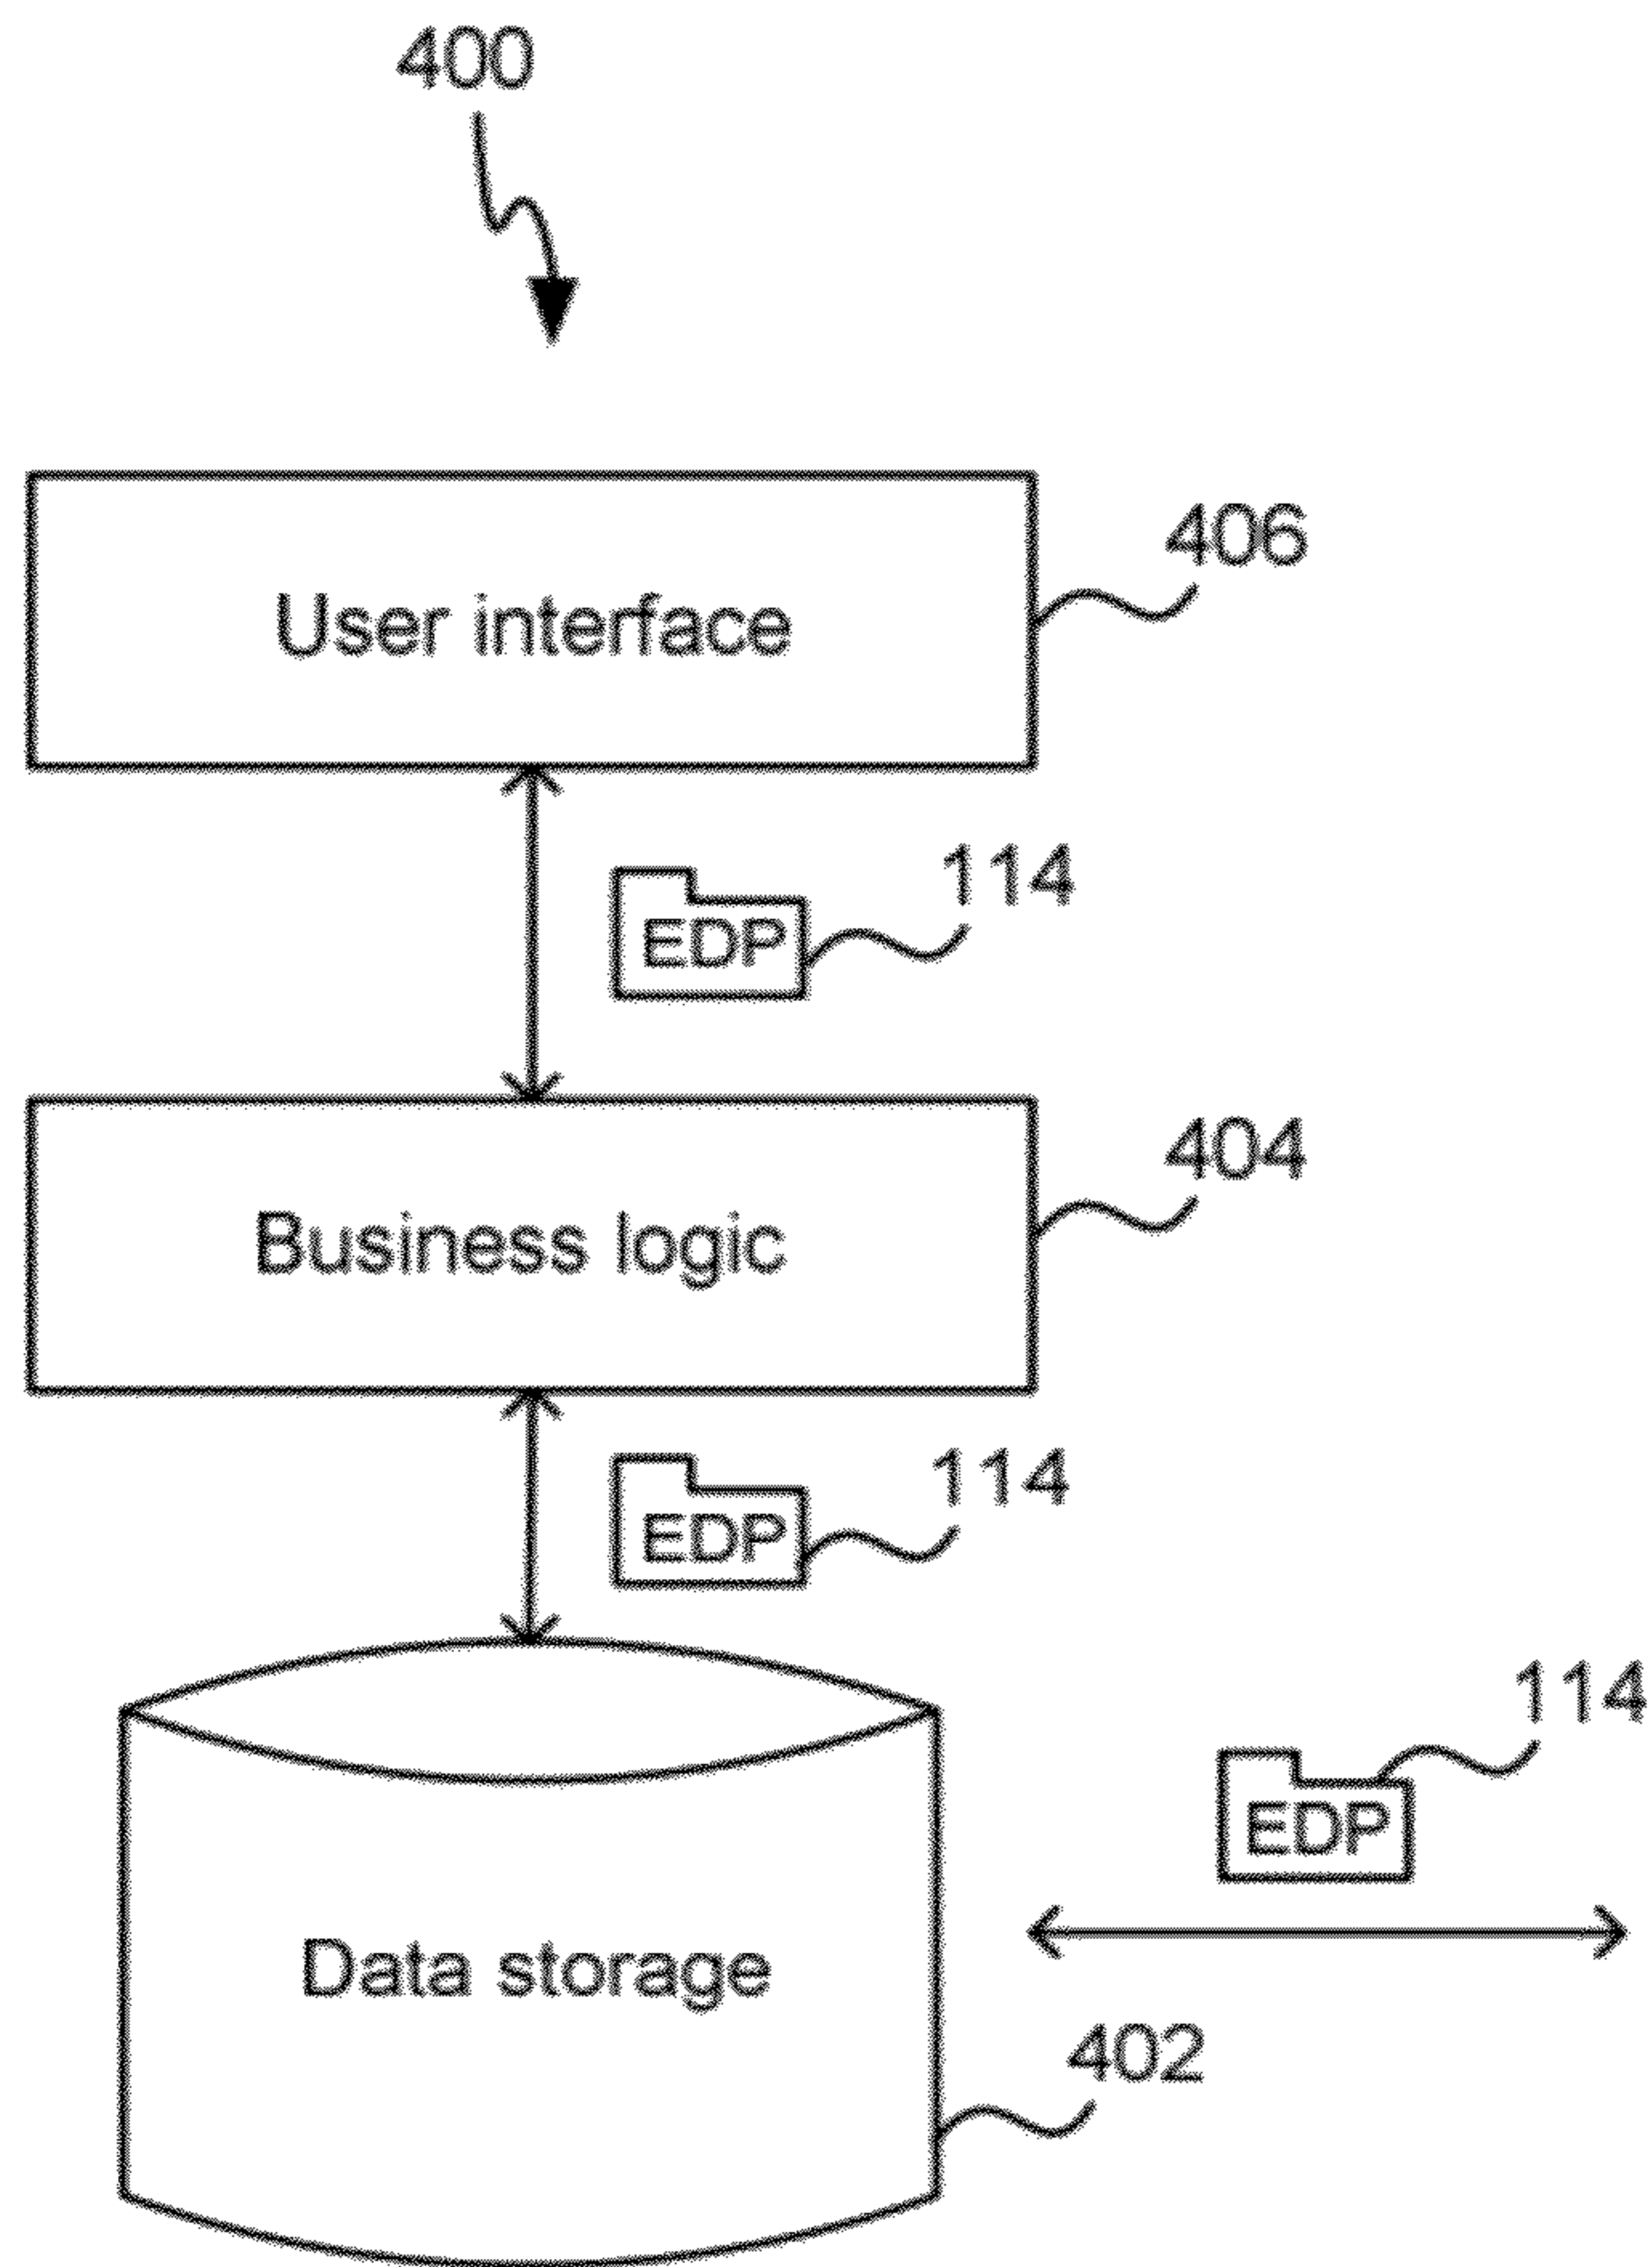 400
406
User interface
114
EDP
404
Business logic
114
EDP
114
EDP
Data storage
402